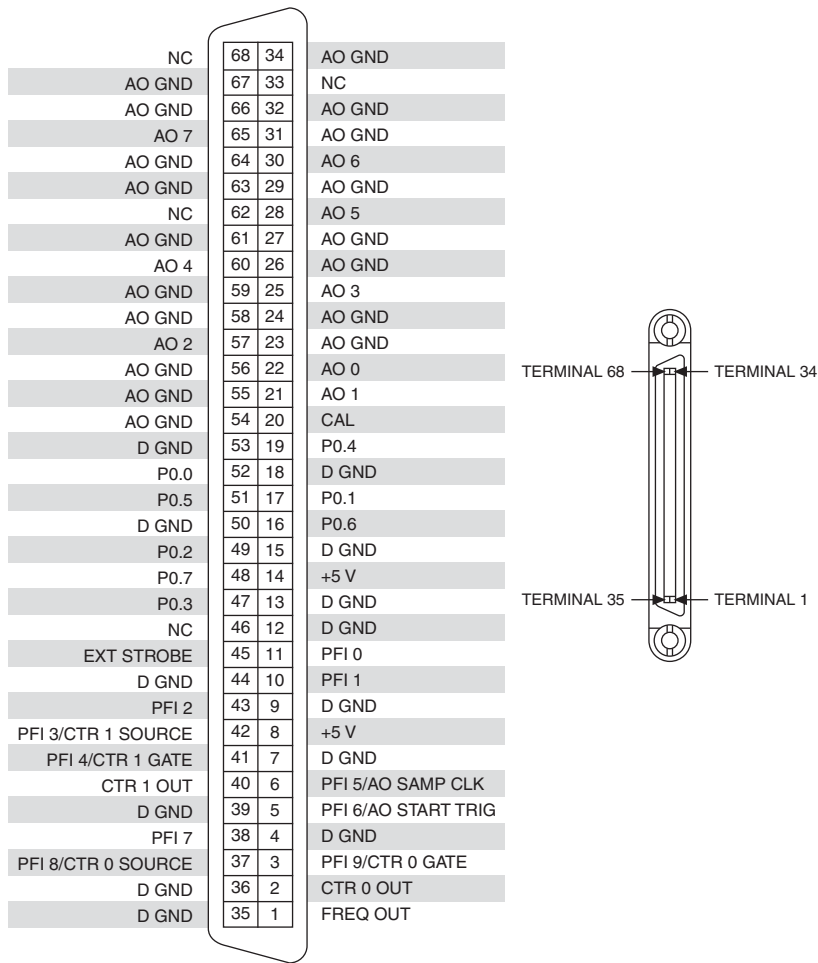 NC 68 34 AO GND
AO GND 67 33 NC
AO GND 66 32 AO GND
AO 7 65 31 AO GND
AO GND 64 30 AO 6
AO GND 63 29 AO GND
NC 62 28 AO 5
AO GND 61 27 AO GND
AO 4 60 26 AO GND
AO GND 59 25 AO 3
AO GND 58 24 AO GND
AO 2 57 23 AO GND
AO GND 56 22 AO 0
AO GND 55 21 AO 1
AO GND 54 20 CAL
D GND 53 19 P0.4
P0.0 52 18 D GND
P0.5 51 17 P0.1
D GND 50 16 P0.6
P0.2 49 15 D GND
P0.7 48 14 +5 V
P0.3 47 13 D GND
NC 46 12 D GND
EXT STROBE 45 11 PFI 0
D GND 44 10 PFI 1
PFI 2 43 9 D GND
PFI 3/CTR 1 SOURCE 42 8 +5 V
PFI 4/CTR 1 GATE 41 7 D GND
CTR 1 OUT 40 6 PFI 5/AO SAMP CLK
D GND 39 5 PFI 6/AO START TRIG
PFI 7 38 4 D GND
PFI 8/CTR 0 SOURCE 37 3 PFI 9/CTR 0 GATE
D GND 36 2 CTR 0 OUT
D GND 35 1 FREQ OUT
TERMINAL 68 TERMINAL 34
TERMINAL 35 TERMINAL 1